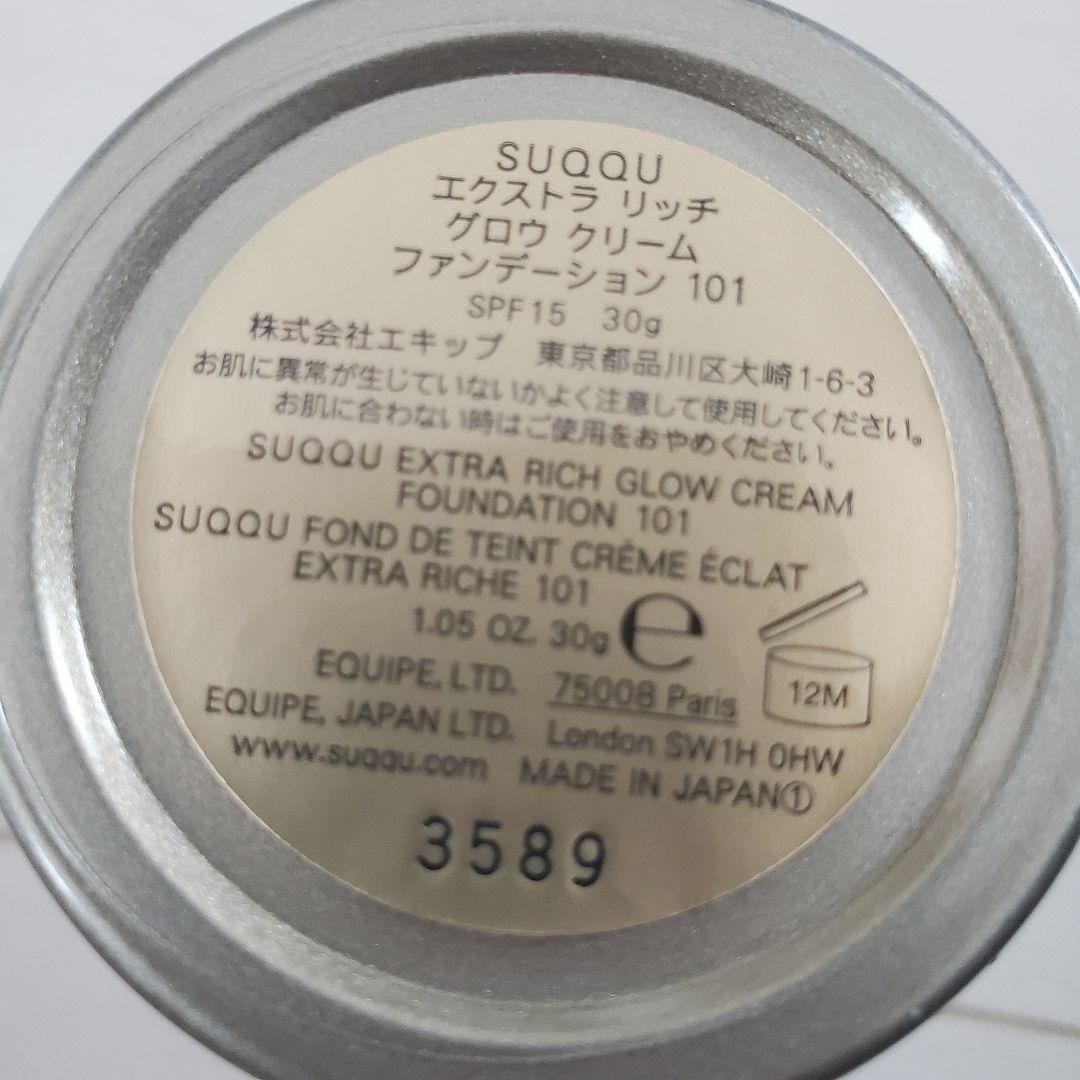 SUQQU
エクストラ リッチ
グロウ クリーム
ファンデーション 101
SPF15 30g
株式会社エキップ 東京都品川区大崎1-6-3
お肌に異常が生じていないかよく注意して使用してください。
お肌に合わない時はご使用をおやめください。
SUQQU EXTRA RICH GLOW CREAM
FOUNDATION 101
SUQQU FOND DE TEINT CRÈME ÉCLAT
EXTRA RICHE 101
1.05 OZ. 30g e
12M
EQUIPE, LTD. 75008 Paris
EQUIPE, JAPAN LTD. London SW1H 0HW
www.suqqu.com MADE IN JAPAN①
3589